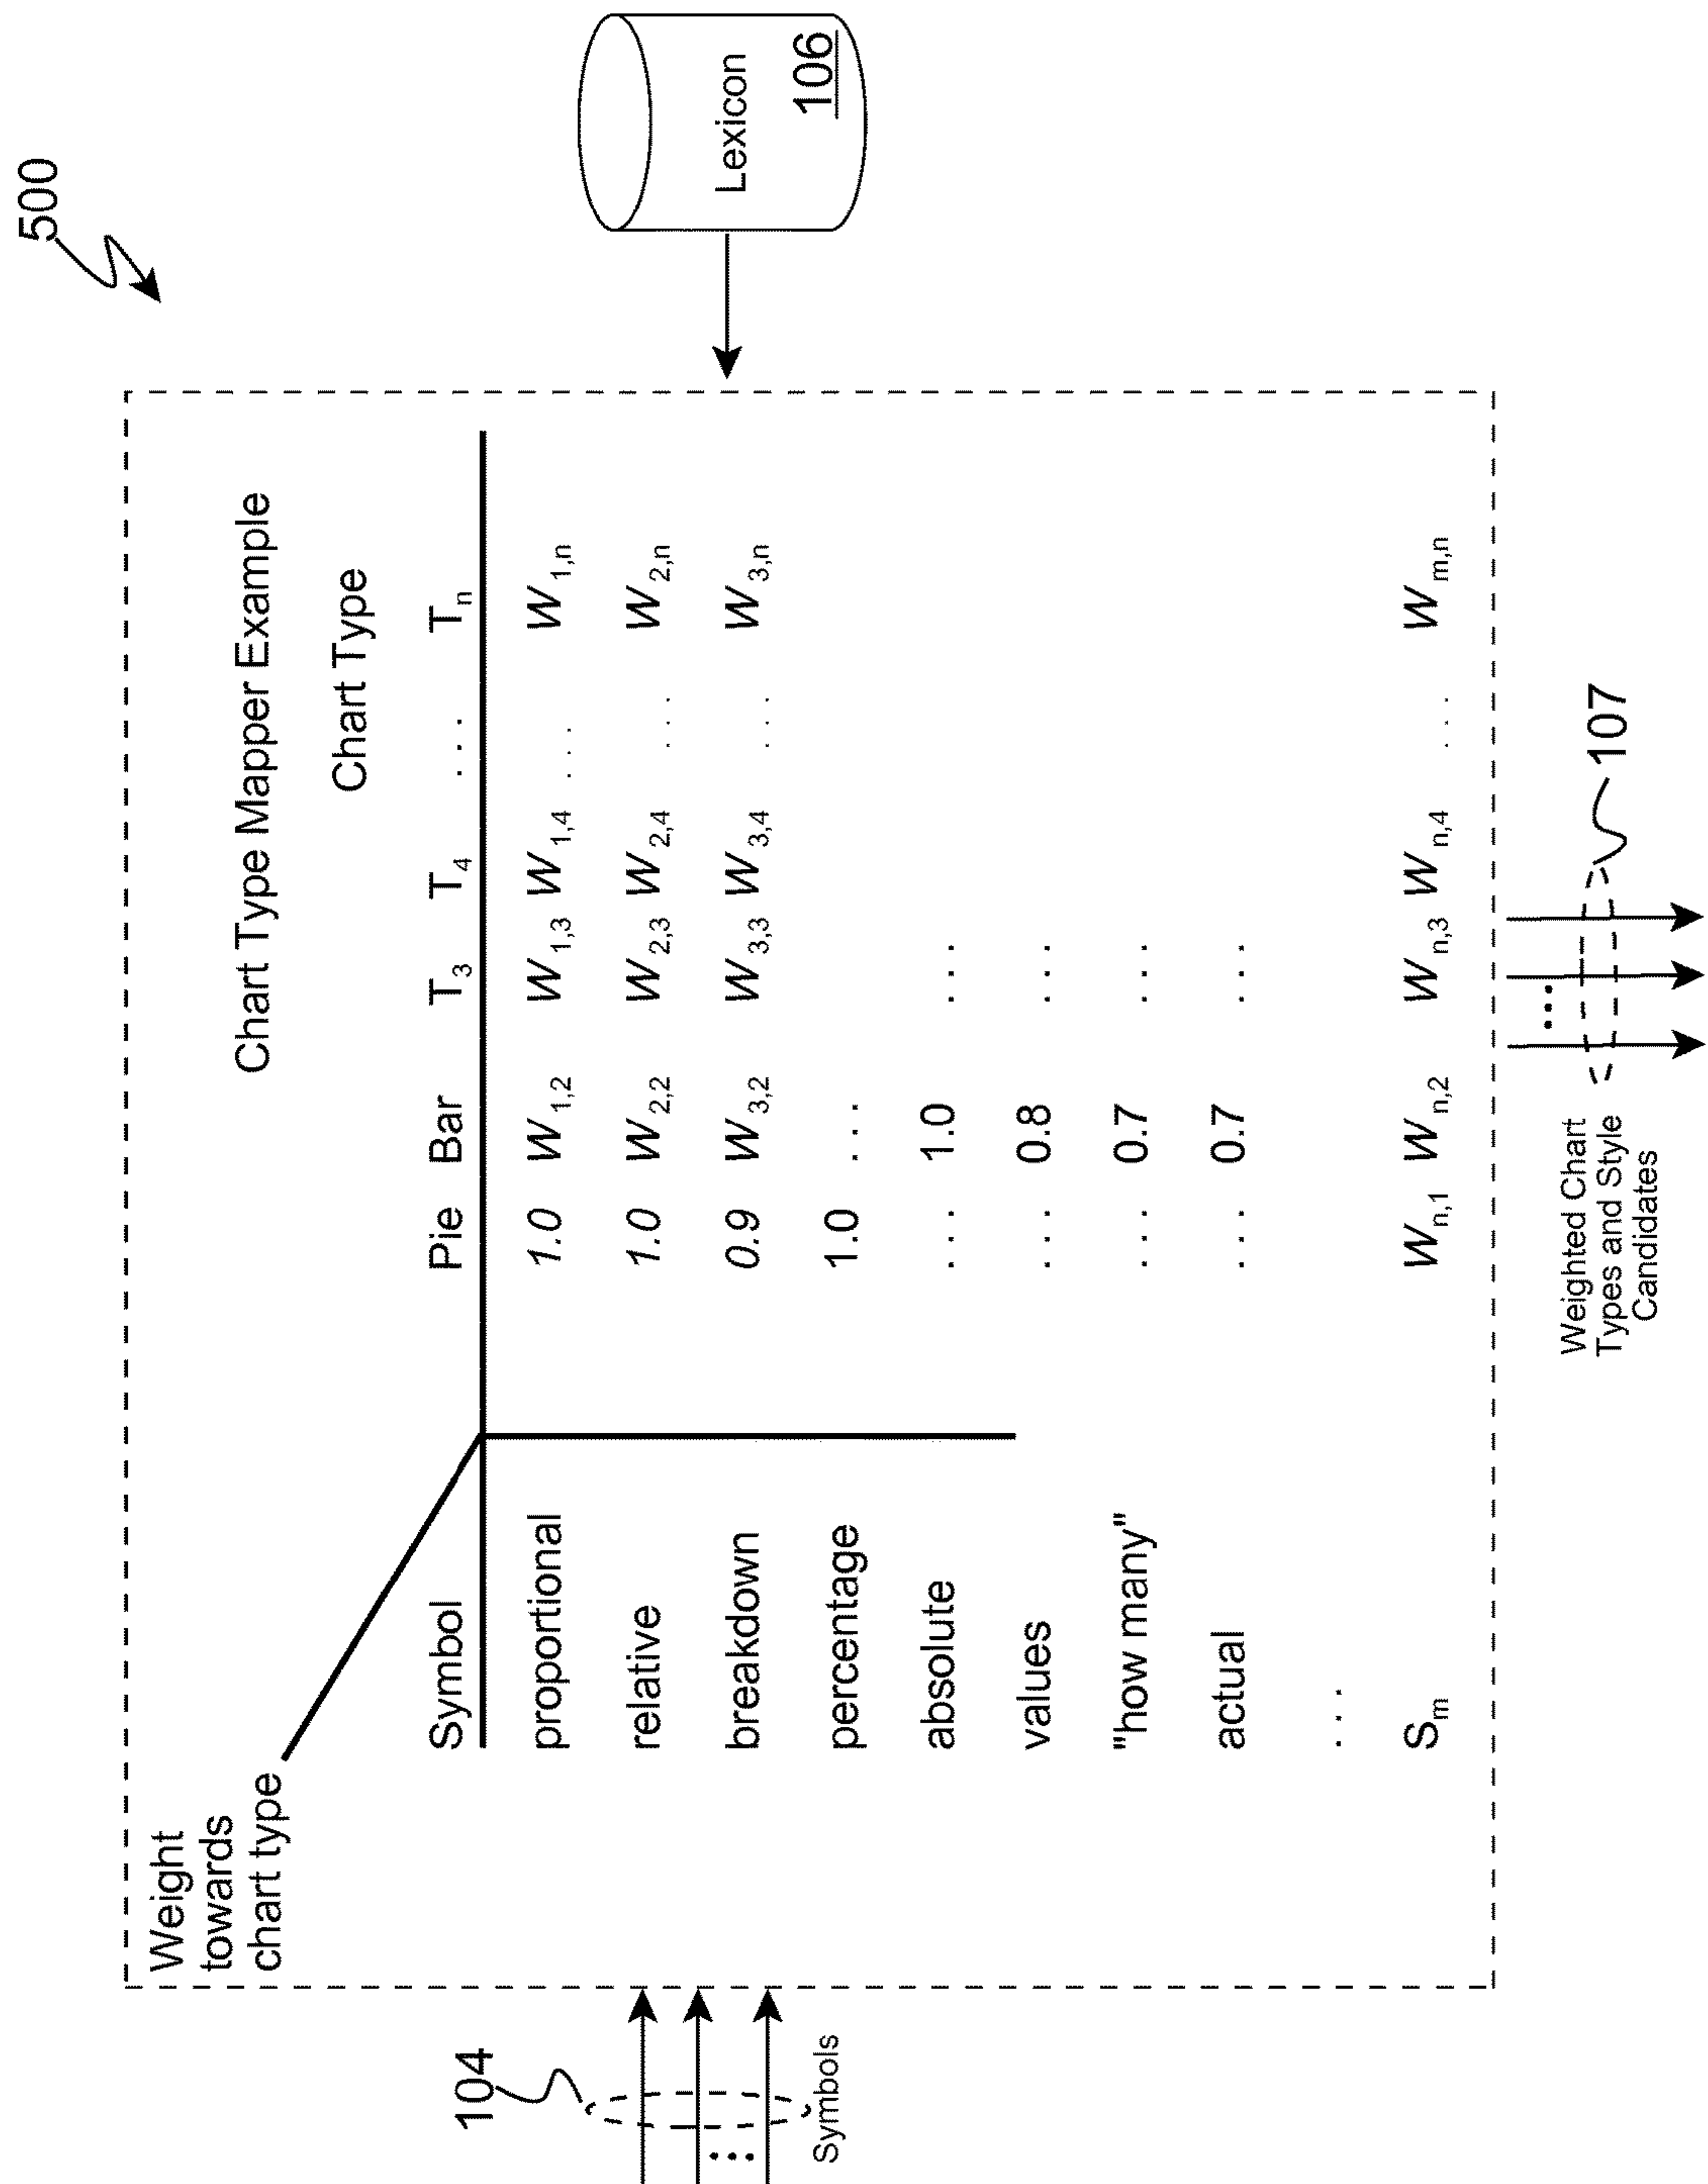 500
Chart Type Mapper Example
Weight
towards
chart type
Chart Type
Symbol Pie Bar T3 T4 . . . Tn
proportional 1.0 W1,2 W1,3 W1,4 . . . W1,n
relative 1.0 W2,2 W2,3 W2,4 . . . W2,n
breakdown 0.9 W3,2 W3,3 W3,4 . . . W3,n
percentage 1.0 . . .
absolute . . . 1.0 . . .
values . . . 0.8 . . .
"how many" . . . 0.7 . . .
actual . . . 0.7 . . .
. . .
Sm Wn,1 Wn,2 Wn,3 Wn,4 . . . Wm,n
104
...
Symbols
Lexicon
106
...
107
Weighted Chart
Types and Style
Candidates